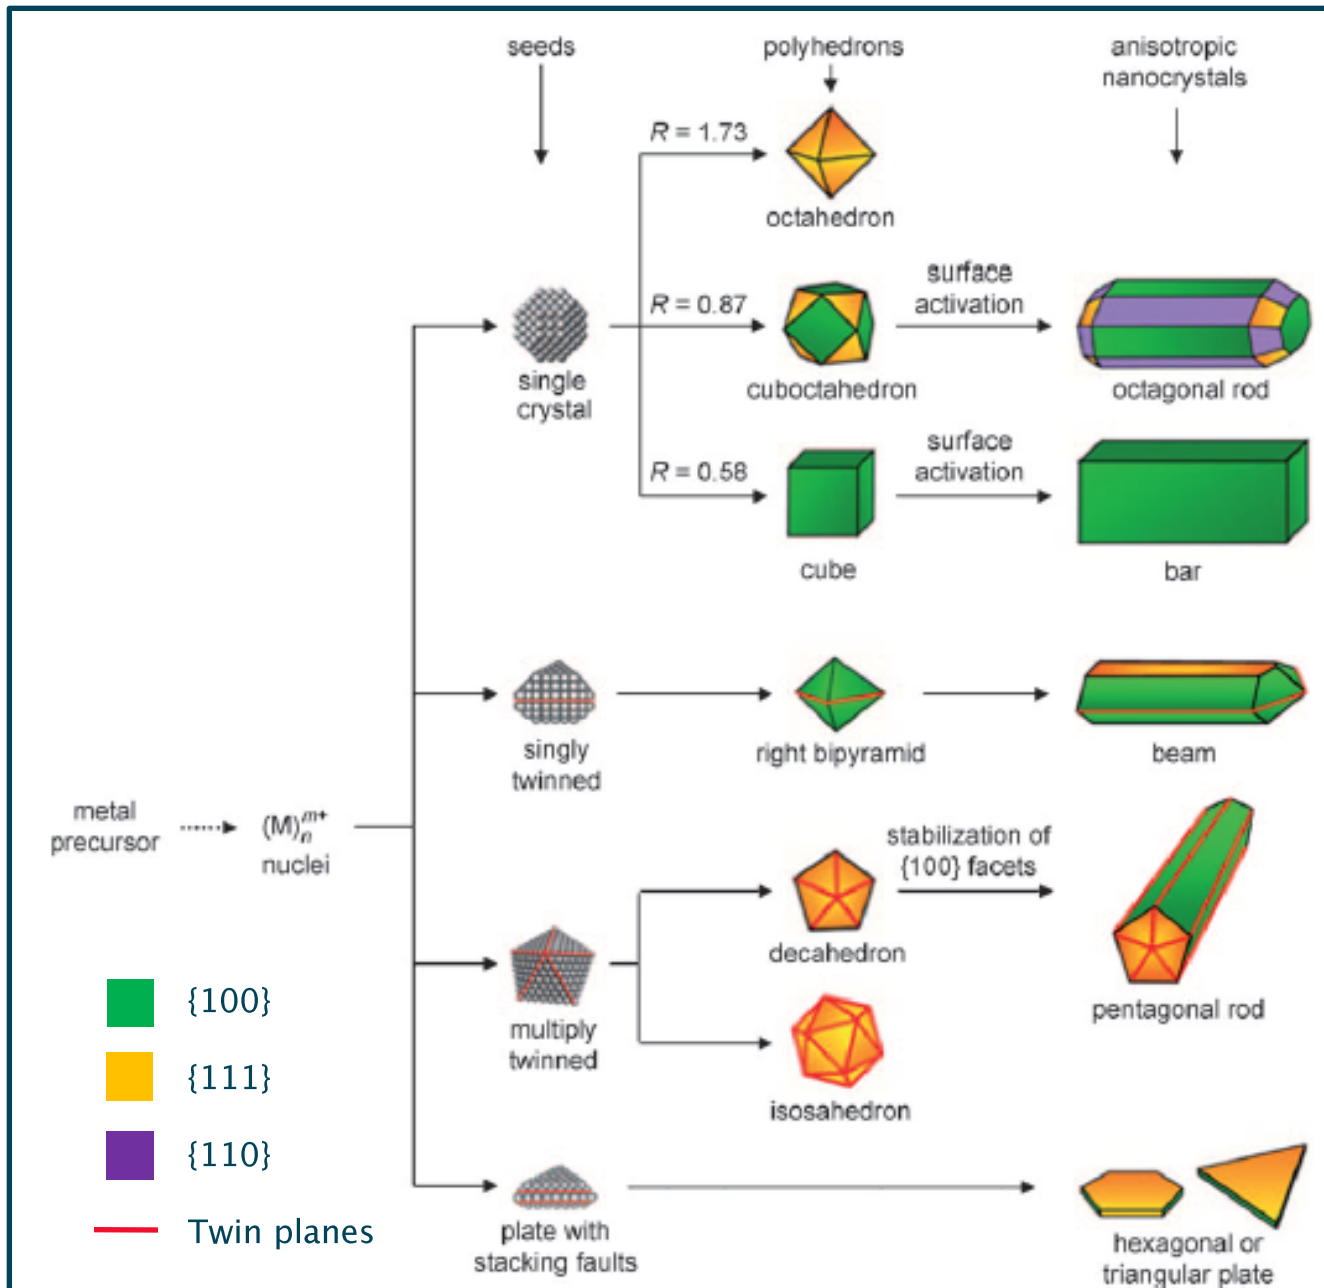 seeds
polyhedrons
anisotropic
nanocrystals
R = 1.73
octahedron
single
crystal
R = 0.87
cuboctahedron
surface
activation
octagonal rod
R = 0.58
cube
surface
activation
bar
singly
twinned
right bipyramid
beam
metal
precursor
(M)ₙᵐ⁺
nuclei
multiply
twinned
decahedron
stabilization of
{100} facets
pentagonal rod
isosahedron
plate with
stacking faults
hexagonal or
triangular plate
{100}
{111}
{110}
Twin planes